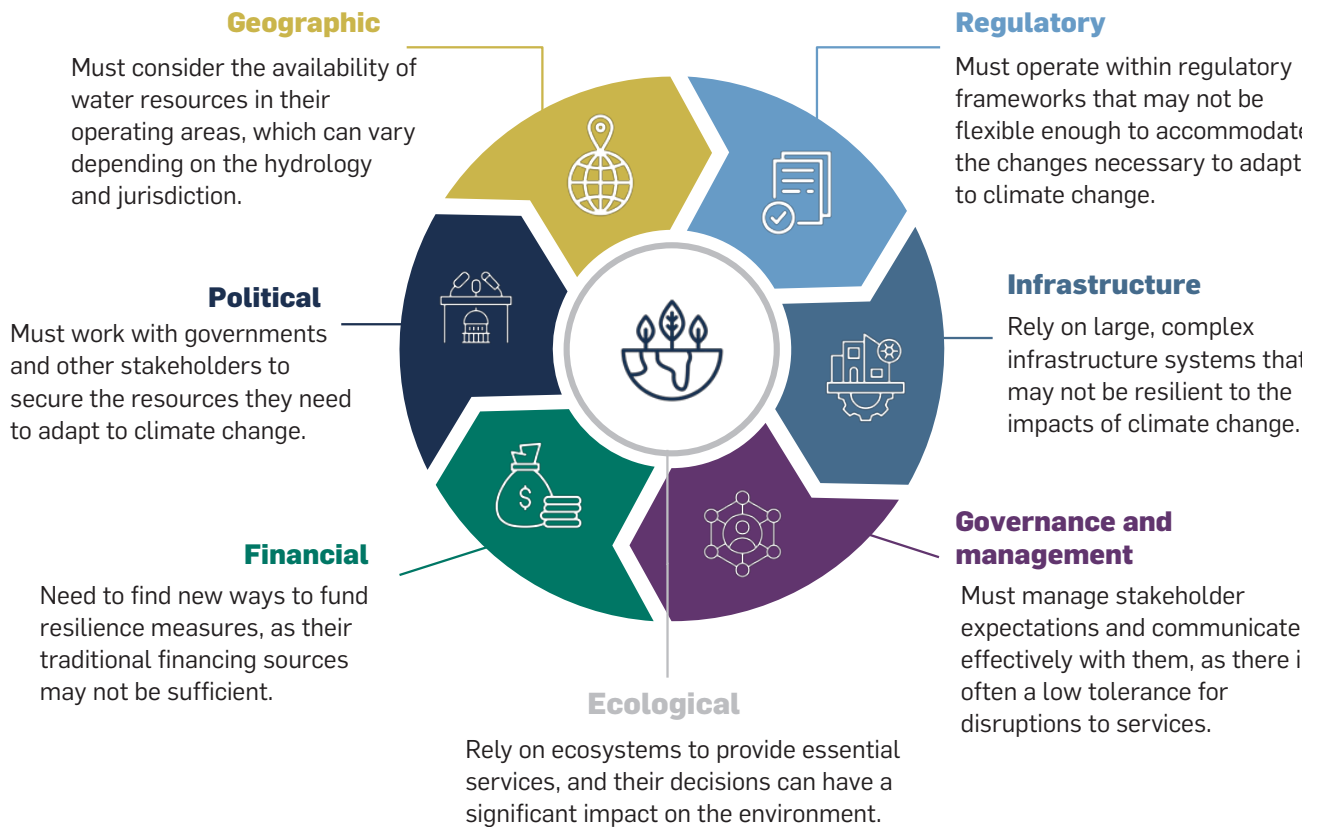 Geographic
Must consider the availability of
water resources in their
operating areas, which can vary
depending on the hydrology
and jurisdiction.
Regulatory
Must operate within regulatory
frameworks that may not be
flexible enough to accommodate
the changes necessary to adapt
to climate change.
Political
Must work with governments
and other stakeholders to
secure the resources they need
to adapt to climate change.
Infrastructure
Rely on large, complex
infrastructure systems that
may not be resilient to the
impacts of climate change.
Financial
Need to find new ways to fund
resilience measures, as their
traditional financing sources
may not be sufficient.
$
Governance and
management
Must manage stakeholder
expectations and communicate
effectively with them, as there i
often a low tolerance for
disruptions to services.
Ecological
Rely on ecosystems to provide essential
services, and their decisions can have a
significant impact on the environment.